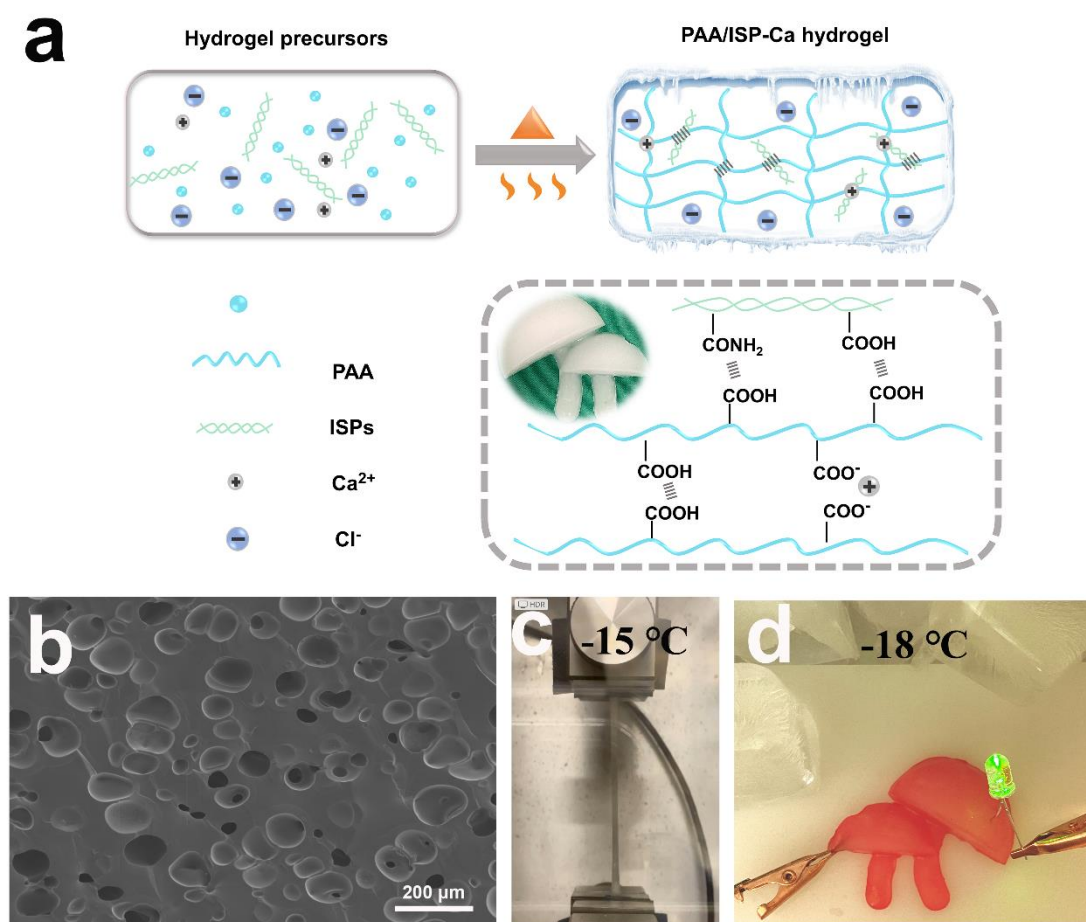 a
Hydrogel precursors
PAA/ISP-Ca hydrogel
PAA
ISPs
Ca²⁺
Cl⁻
CONH₂
COOH
COOH
COOH
COOH
COO⁻
COOH
COO⁻
b
200 μm
HDR
c
-15 °C
d
-18 °C